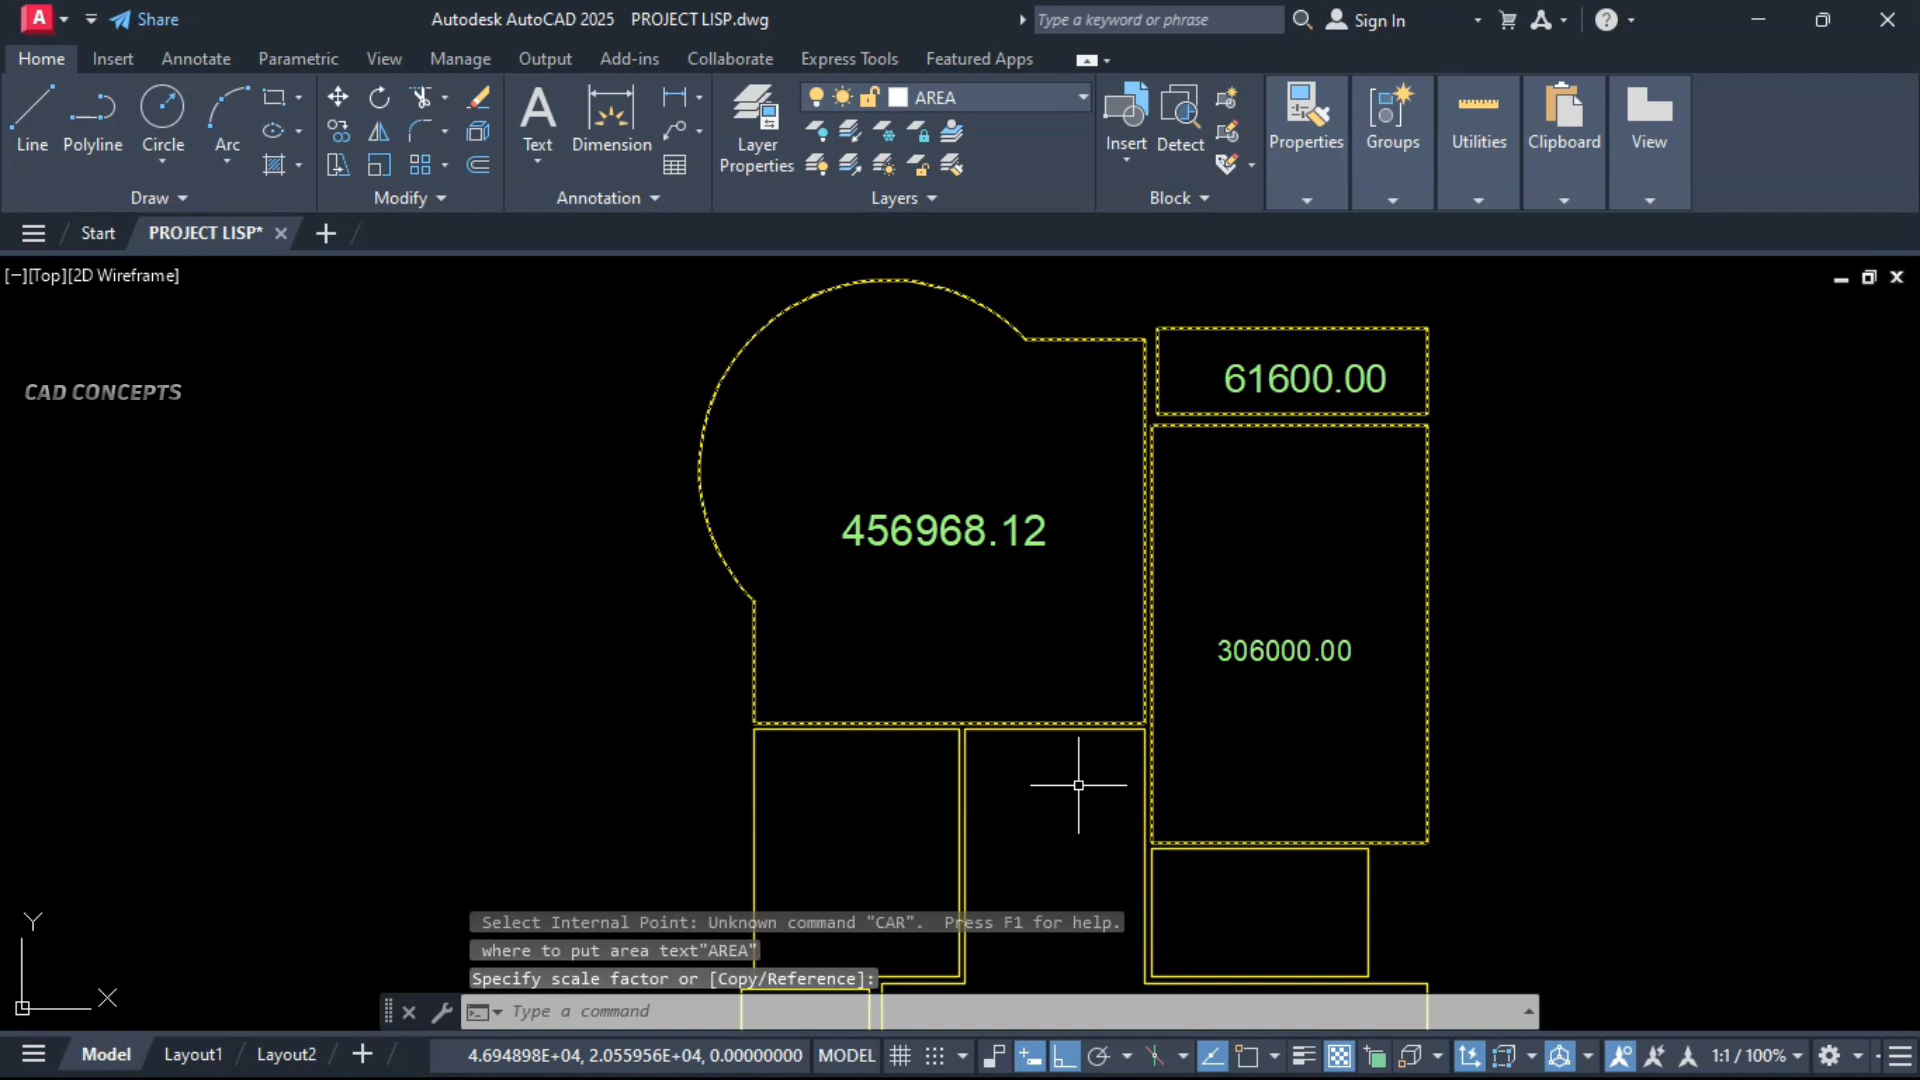 A Share Autodesk AutoCAD 2025 PROJECT LISP.dwg Type a keyword or phrase Sign In
Home Insert Annotate Parametric View Manage Output Add-ins Collaborate Express Tools Featured Apps
AREA
Line Polyline Circle Arc Text Dimension Layer Properties Insert Detect Properties Groups Utilities Clipboard View
Draw Modify Annotation Layers Block
Start PROJECT LISP*
[−][Top][2D Wireframe]
61600.00
CAD CONCEPTS
456968.12
306000.00
Select Internal Point: Unknown command "CAR". Press F1 for help.
where to put area text"AREA"
Specify scale factor or [Copy/Reference]:
Y
X
Type a command
Model Layout1 Layout2 4.694898E+04, 2.055956E+04, 0.00000000 MODEL 1:1 / 100%